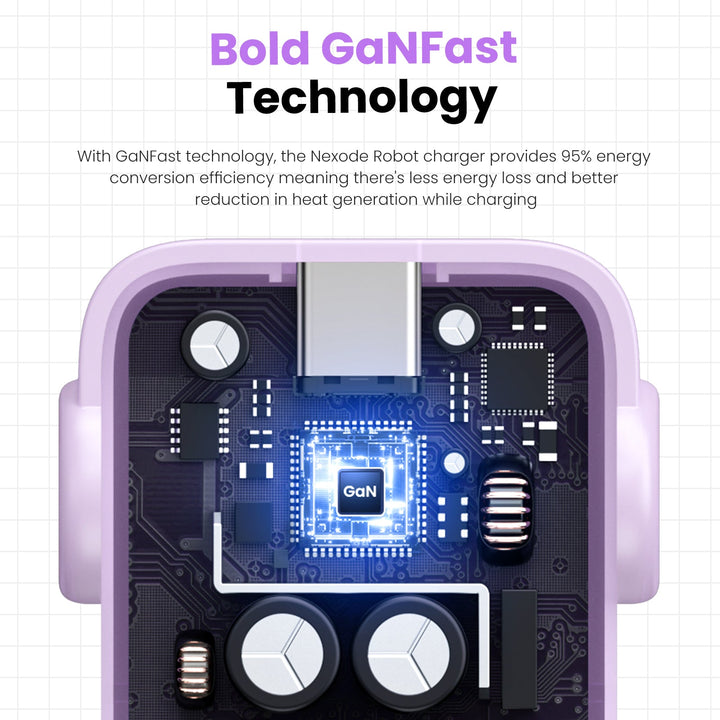 Bold GaNFast
Technology
With GaNFast technology, the Nexode Robot charger provides 95% energy
conversion efficiency meaning there's less energy loss and better
reduction in heat generation while charging
GaN